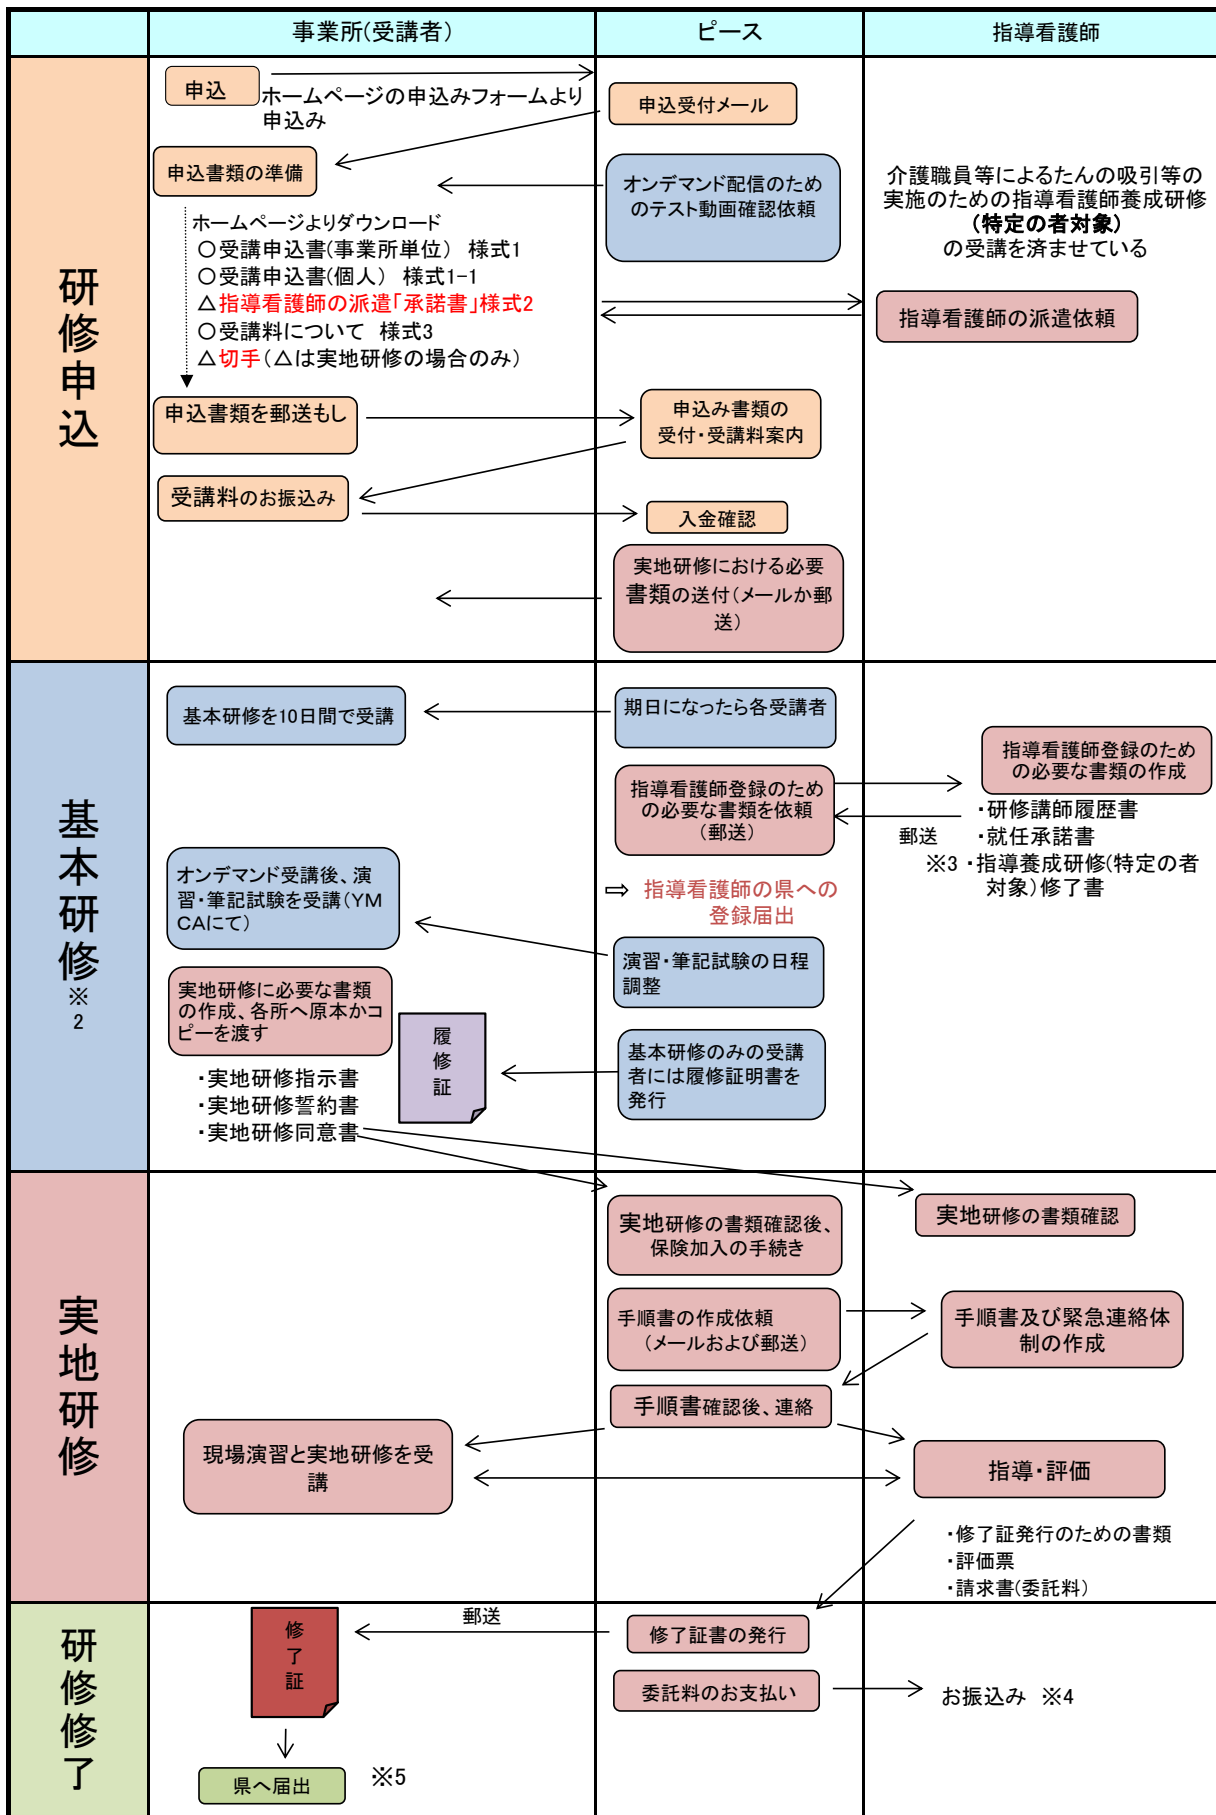 事業所(受講者)
ピース
指導看護師
研修申込
申込
ホームページの申込みフォームより
申込み
申込受付メール
申込書類の準備
オンデマンド配信のため
のテスト動画確認依頼
介護職員等によるたんの吸引等の
実施のための指導看護師養成研修
(特定の者対象)
の受講を済ませている
ホームページよりダウンロード
○受講申込書(事業所単位) 様式1
○受講申込書(個人) 様式1-1
△指導看護師の派遣「承諾書」様式2
○受講料について 様式3
△切手(△は実地研修の場合のみ)
指導看護師の派遣依頼
申込書類を郵送もし
申込み書類の
受付・受講料案内
受講料のお振込み
入金確認
実地研修における必要
書類の送付(メールか郵
送)
基本研修
※
2
基本研修を10日間で受講
期日になったら各受講者
指導看護師登録のため
の必要な書類の作成
指導看護師登録のため
の必要な書類を依頼
(郵送)
郵送
・研修講師履歴書
・就任承諾書
※3・指導養成研修(特定の者
対象)修了書
オンデマンド受講後、演
習・筆記試験を受講(YM
CAにて)
⇨ 指導看護師の県への
登録届出
演習・筆記試験の日程
調整
実地研修に必要な書類
の作成、各所へ原本かコ
ピーを渡す
履
修
証
基本研修のみの受講
者には履修証明書を
発行
・実地研修指示書
・実地研修誓約書
・実地研修同意書
実地研修
実地研修の書類確認後、
保険加入の手続き
実地研修の書類確認
手順書の作成依頼
(メールおよび郵送)
手順書及び緊急連絡体
制の作成
手順書確認後、連絡
現場演習と実地研修を受
講
指導・評価
・修了証発行のための書類
・評価票
・請求書(委託料)
研修修了
修
了
証
郵送
修了証書の発行
委託料のお支払い
お振込み ※4
県へ届出
※5